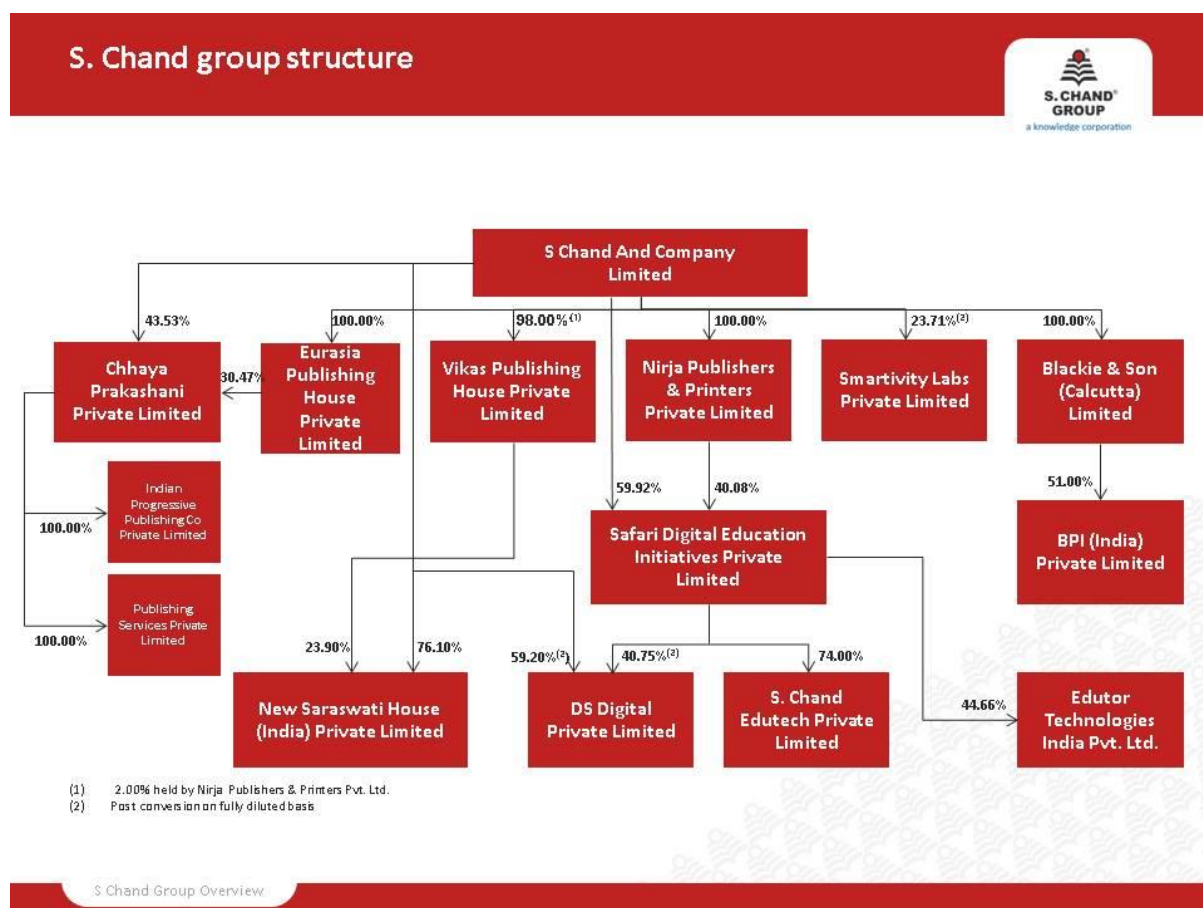 S. Chand group structure
S. CHAND®
GROUP
a knowledge corporation
S Chand And Company
Limited
43.53%
100.00%
98.00%(1)
100.00%
23.71%(2)
100.00%
Chhaya
Prakashani
Private Limited
30.47%
Eurasia
Publishing
House
Private
Limited
Vikas Publishing
House Private
Limited
Nirja Publishers
& Printers
Private Limited
Smartivity Labs
Private Limited
Blackie & Son
(Calcutta)
Limited
Indian
Progressive
Publishing Co
Private Limited
100.00%
59.92%
40.08%
51.00%
Safari Digital Education
Initiatives Private
Limited
BPI (India)
Private Limited
Publishing
Services Private
Limited
100.00%
23.90%
76.10%
59.20%(2)
40.75%(2)
74.00%
44.66%
New Saraswati House
(India) Private Limited
DS Digital
Private Limited
S. Chand
Edutech Private
Limited
Edutor
Technologies
India Pvt. Ltd.
(1) 2.00% held by Nirja Publishers & Printers Pvt. Ltd.
(2) Post conversion on fully diluted basis
S Chand Group Overview